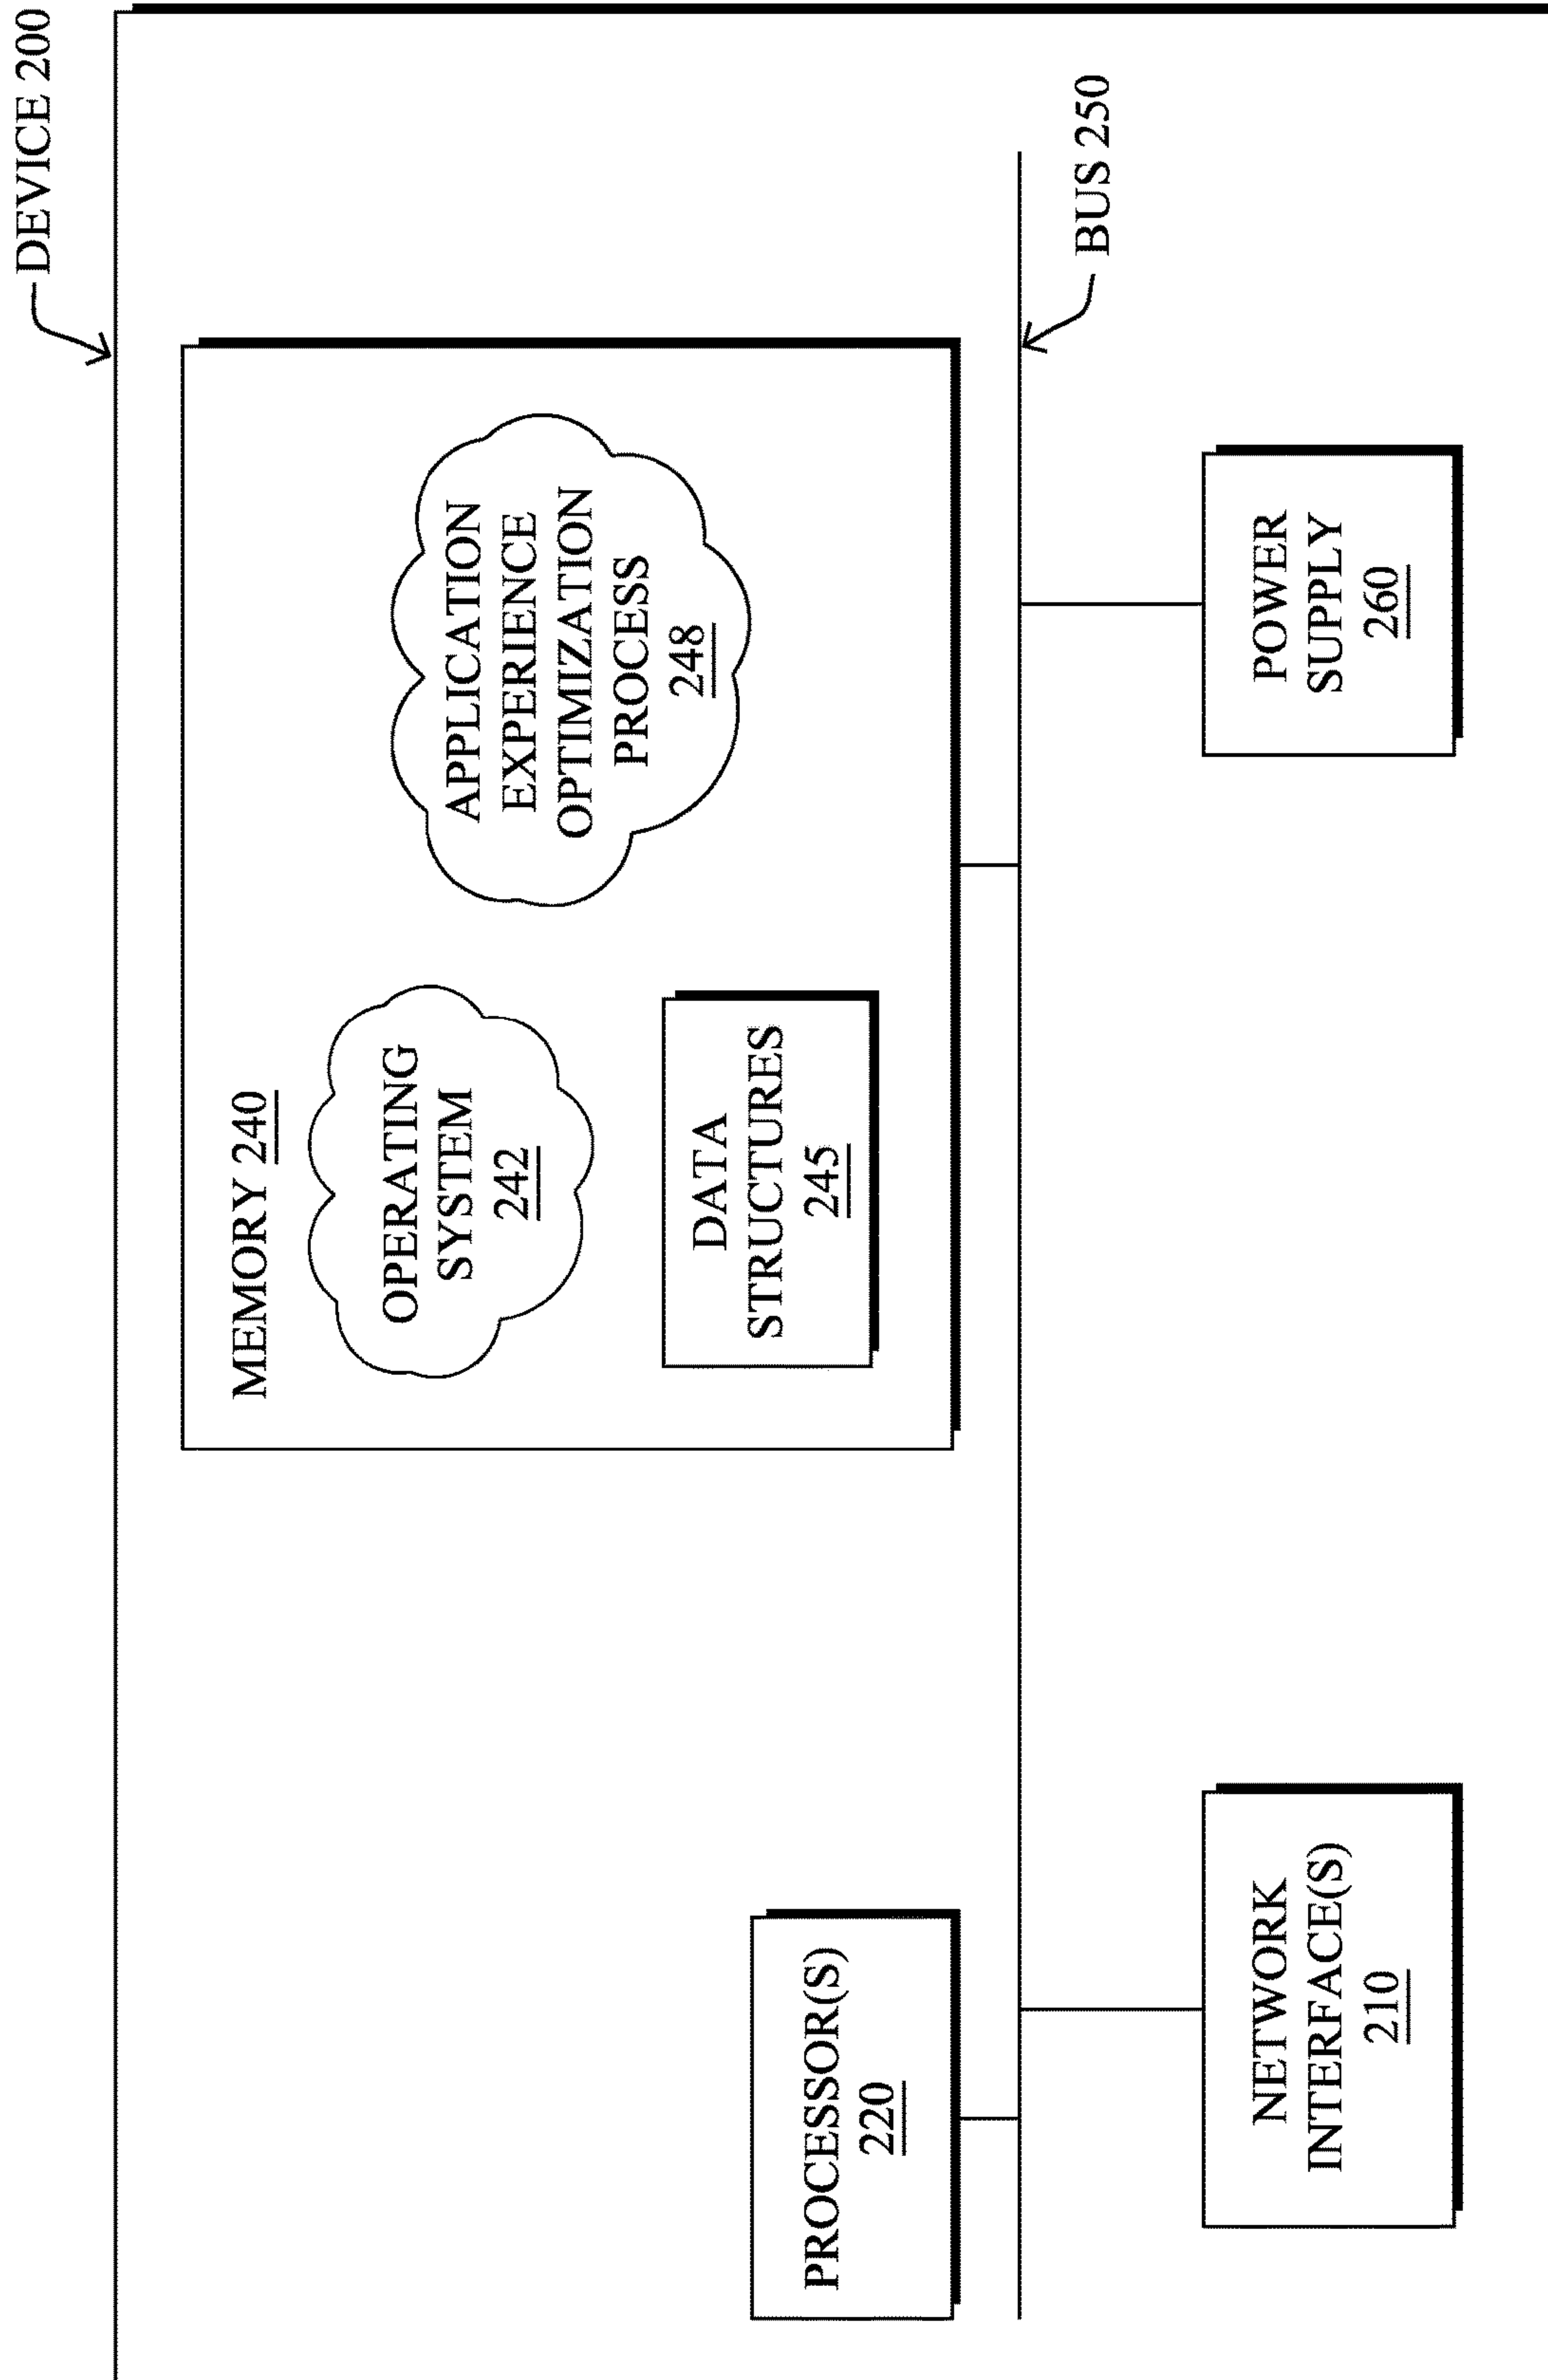 DEVICE 200
MEMORY 240
OPERATING
SYSTEM
242
DATA
STRUCTURES
245
APPLICATION
EXPERIENCE
OPTIMIZATION
PROCESS
248
PROCESSOR(S)
220
BUS 250
NETWORK
INTERFACE(S)
210
POWER
SUPPLY
260